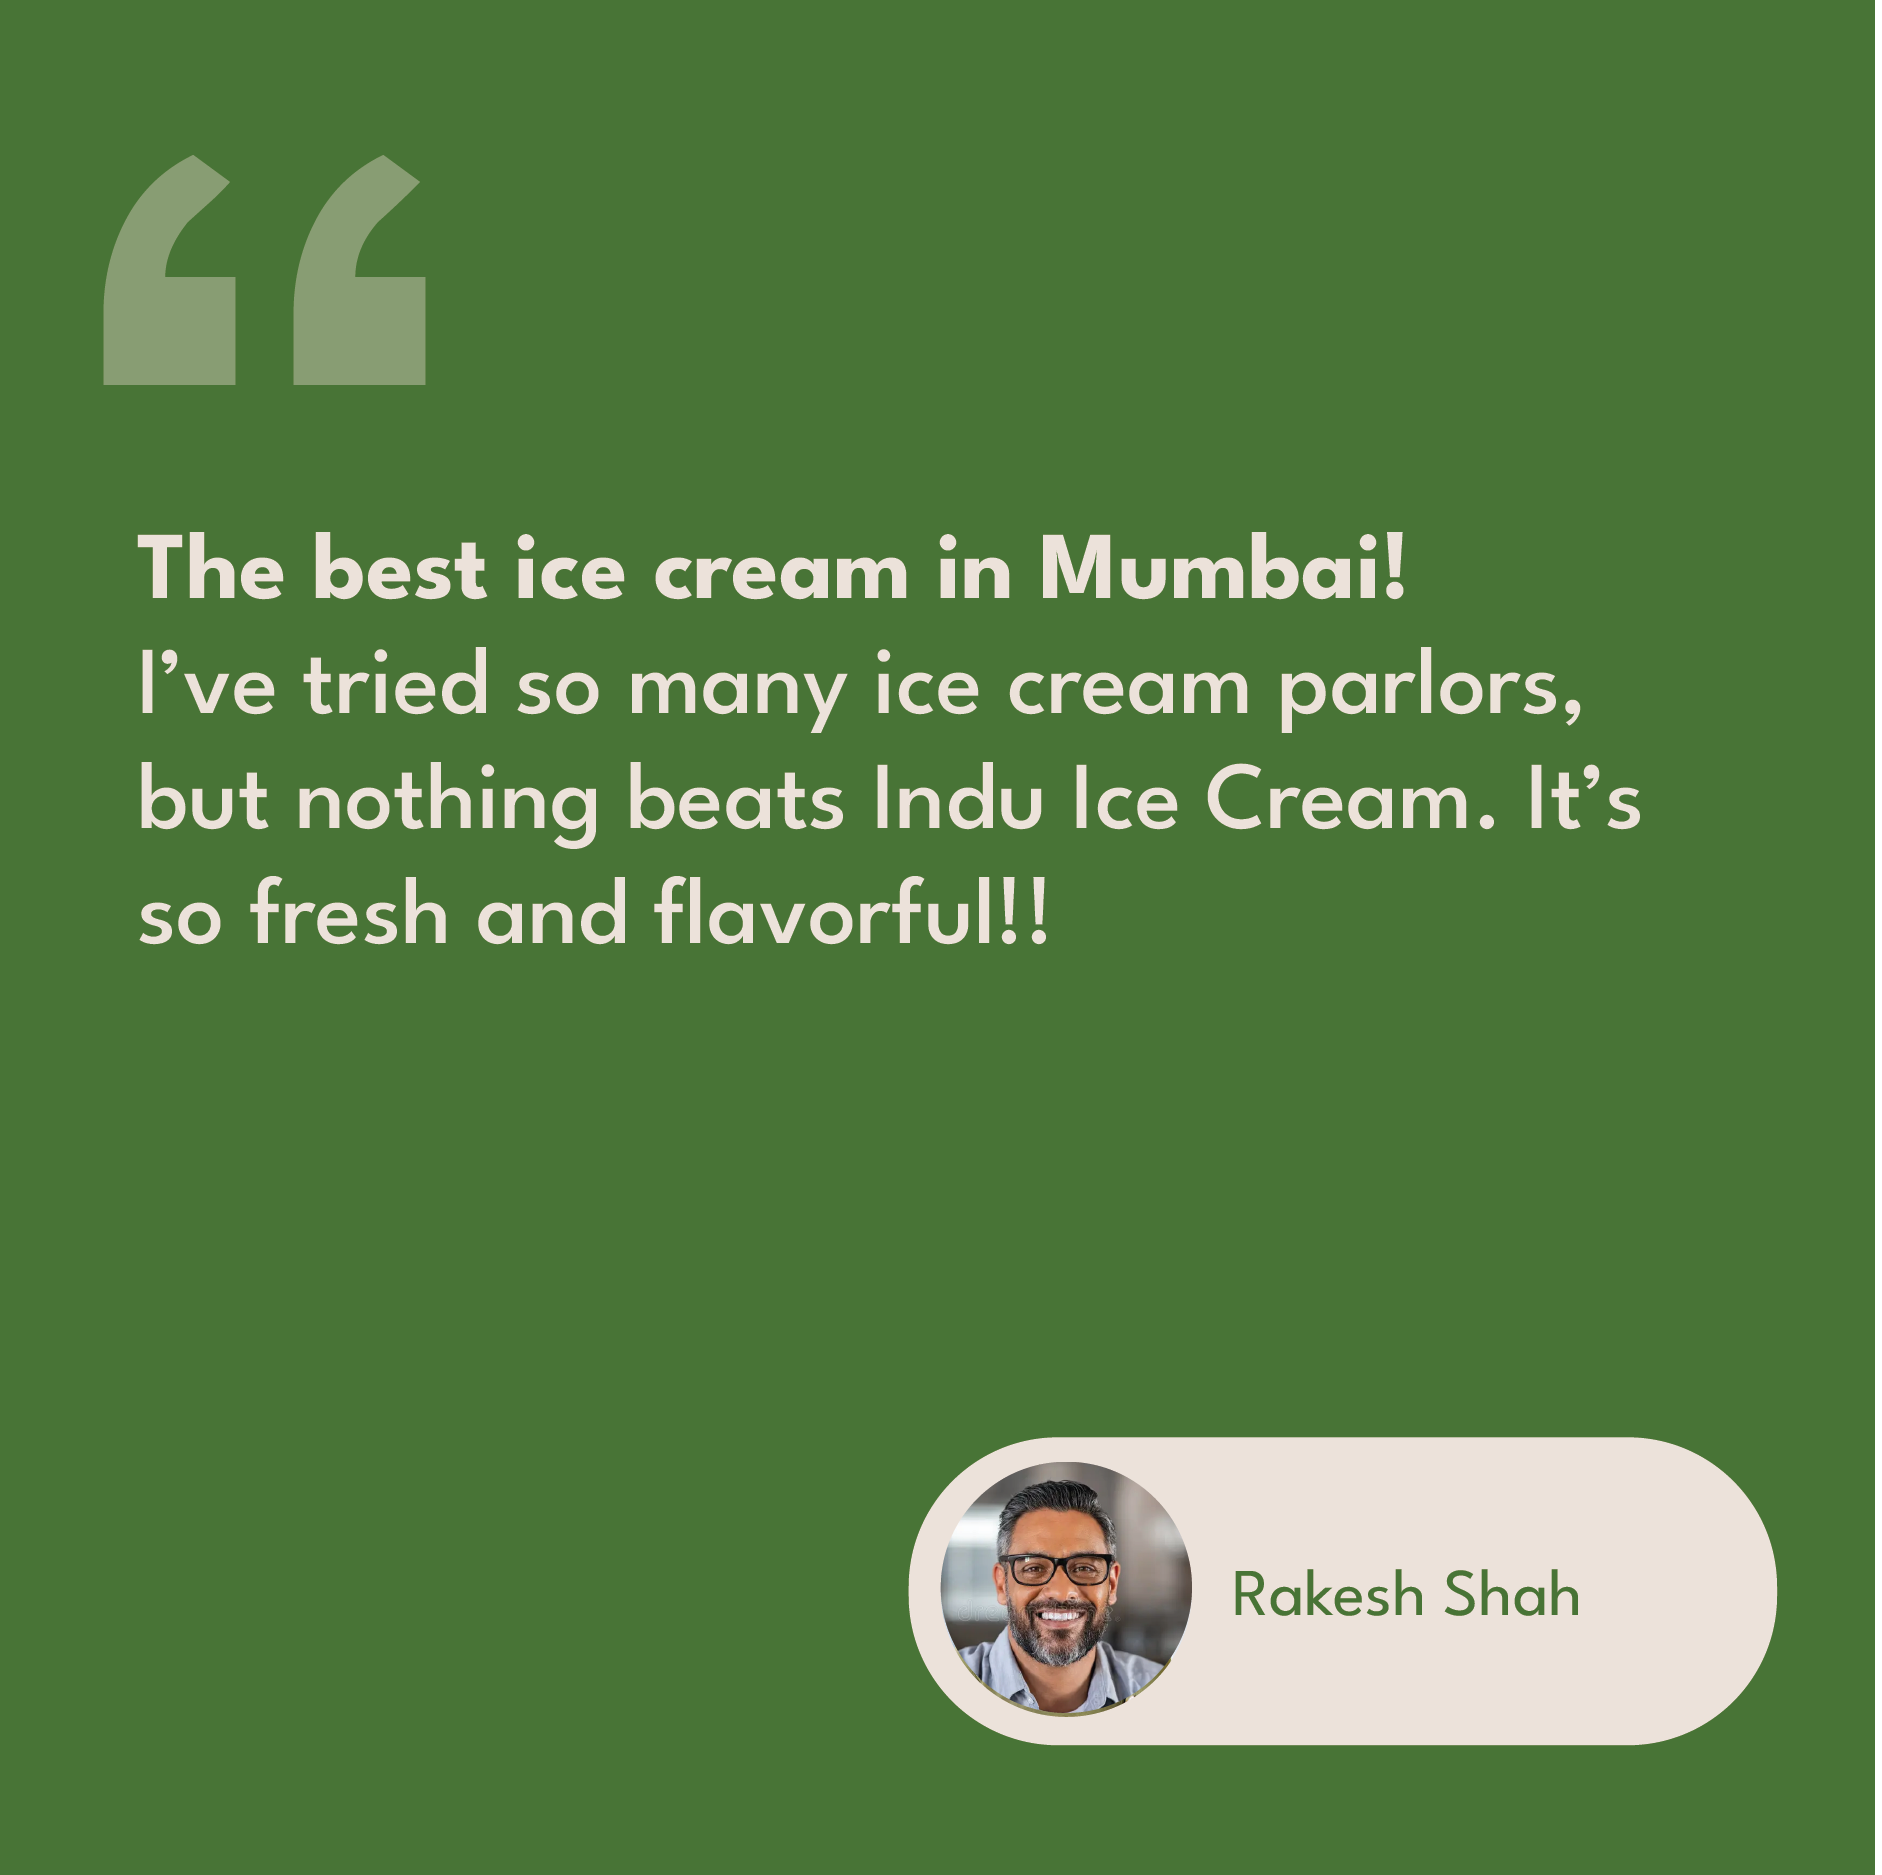 The best ice cream in Mumbai!
I’ve tried so many ice cream parlors,
but nothing beats Indu Ice Cream. It’s
so fresh and flavorful!!
Rakesh Shah